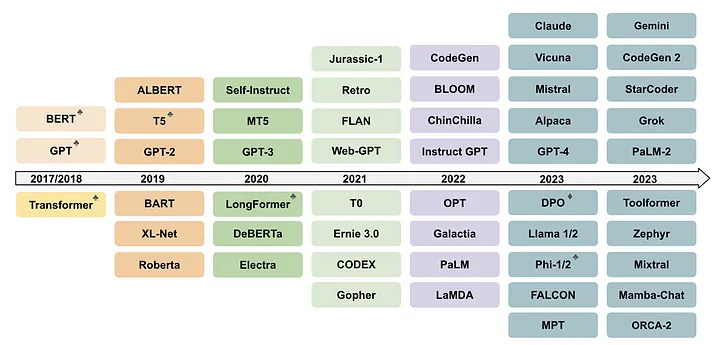 Claude
Gemini
Jurassic-1
CodeGen
Vicuna
CodeGen 2
ALBERT
Self-Instruct
Retro
BLOOM
Mistral
StarCoder
BERT♣
T5♣
MT5
FLAN
ChinChilla
Alpaca
Grok
GPT♣
GPT-2
GPT-3
Web-GPT
Instruct GPT
GPT-4
PaLM-2
2017/2018
2019
2020
2021
2022
2023
2023
Transformer♣
BART
LongFormer♣
T0
OPT
DPO♦
Toolformer
XL-Net
DeBERTa
Ernie 3.0
Galactia
Llama 1/2
Zephyr
Roberta
Electra
CODEX
PaLM
Phi-1/2♣
Mixtral
Gopher
LaMDA
FALCON
Mamba-Chat
MPT
ORCA-2